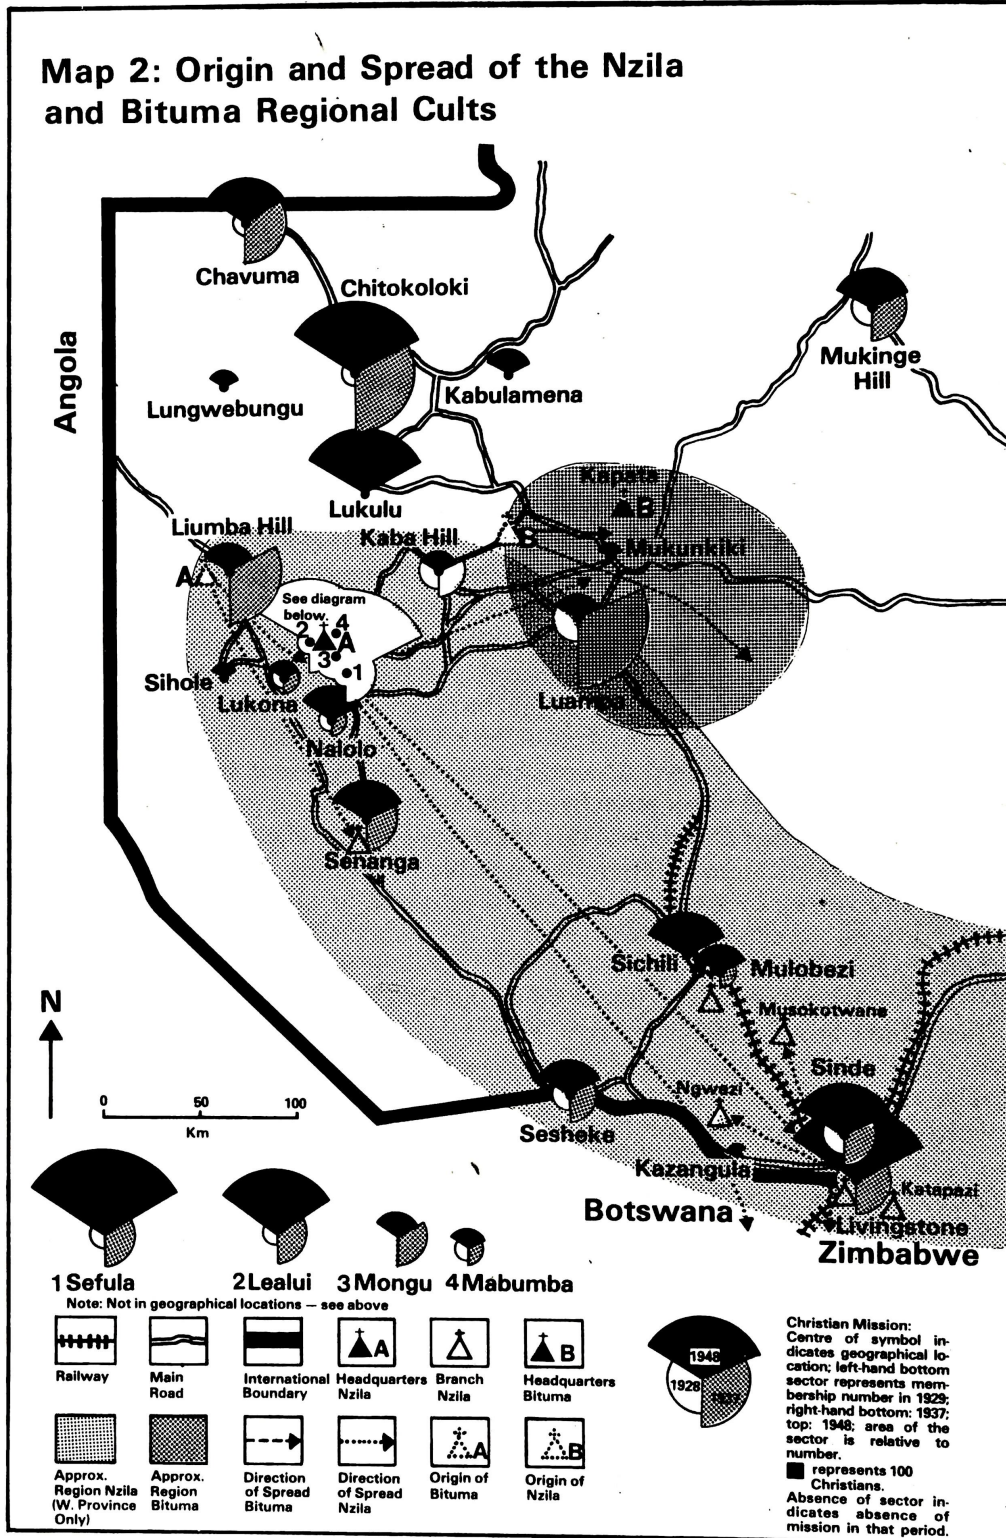 Map 2: Origin and Spread of the Nzila
and Bituma Regional Cults
Chavuma
Chitokoloki
Angola
Lungwebungu
Kabulamena
Mukinge
Hill
Lukulu
Kapata
B
Liumba Hill
Kaba Hill
B
Mukunkiki
A
See diagram
below.
2
4
A
3
1
Sihole
Lukona
Luampa
Nalolo
Senanga
Sichili
Mulobezi
Musokotwane
N
Sinde
0
50
100
Km
Ngwezi
Sesheke
Kazangula
Katapazi
Botswana
Livingstone
Zimbabwe
1 Sefula
2 Lealui
3 Mongu
4 Mabumba
Note: Not in geographical locations — see above
Railway
Main
Road
International
Boundary
A
Headquarters
Nzila
Branch
Nzila
B
Headquarters
Bituma
Approx.
Region Nzila
(W. Province
Only)
Approx.
Region
Bituma
Direction
of Spread
Bituma
Direction
of Spread
Nzila
A
Origin of
Bituma
B
Origin of
Nzila
1948
1928
1937
Christian Mission:
Centre of symbol in-
dicates geographical lo-
cation; left-hand bottom
sector represents mem-
bership number in 1929;
right-hand bottom: 1937;
top: 1948; area of the
sector is relative to
number.
represents 100
Christians.
Absence of sector in-
dicates absence of
mission in that period.